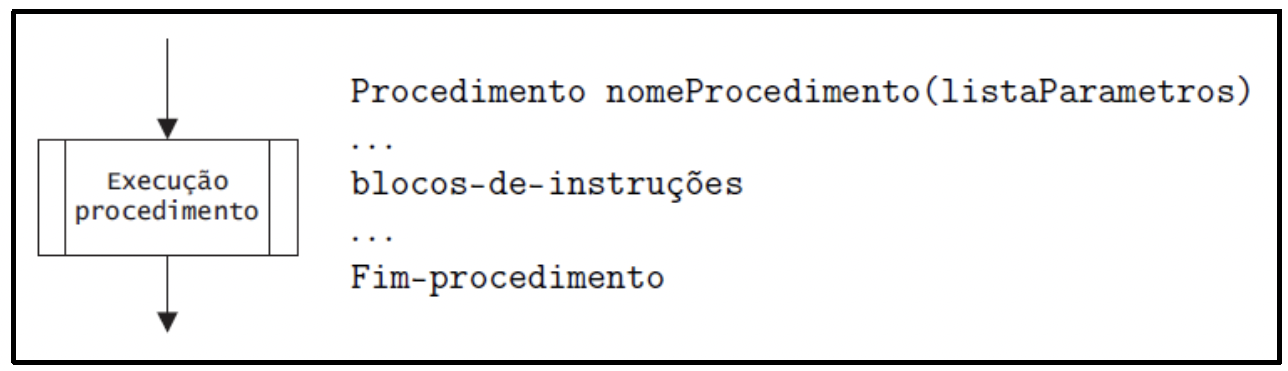 Execução
procedimento
Procedimento nomeProcedimento(listaParametros)
...
blocos-de-instruções
...
Fim-procedimento